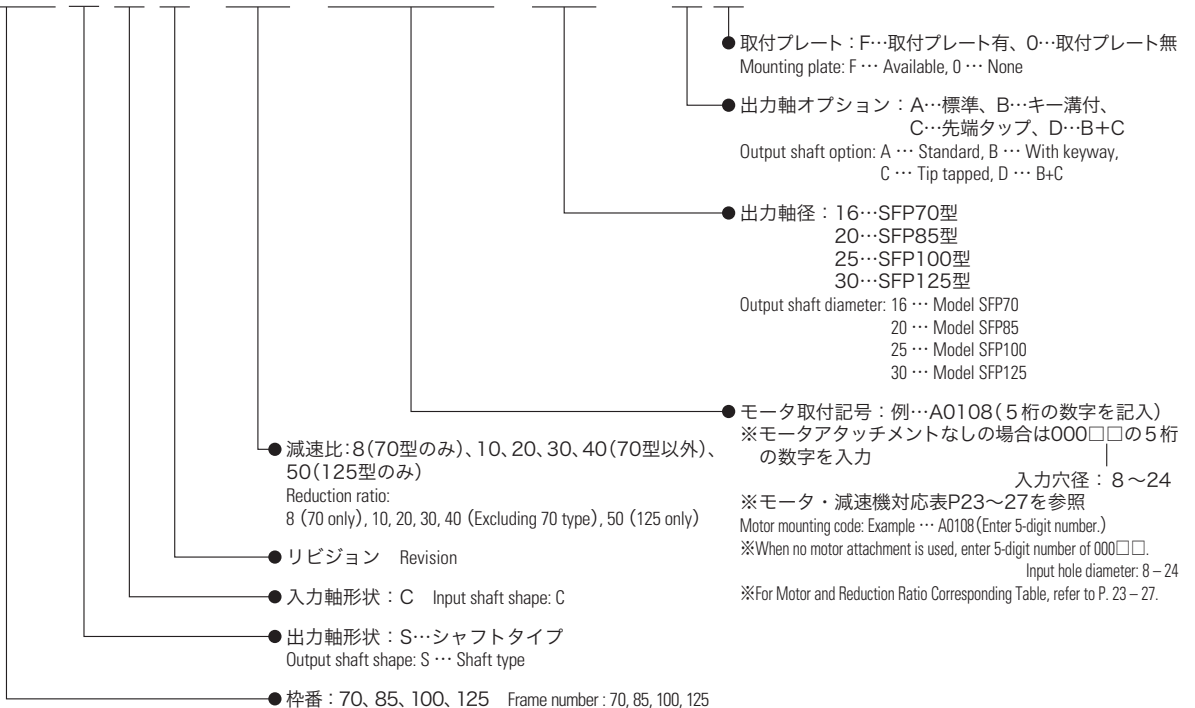 取付プレート：F…取付プレート有、0…取付プレート無
Mounting plate: F … Available, 0 … None
出力軸オプション：A…標準、B…キー溝付、
C…先端タップ、D…B＋C
Output shaft option: A … Standard, B … With keyway,
C … Tip tapped, D … B+C
出力軸径：16…SFP70型
20…SFP85型
25…SFP100型
30…SFP125型
Output shaft diameter: 16 … Model SFP70
20 … Model SFP85
25 … Model SFP100
30 … Model SFP125
モータ取付記号：例…A0108（5桁の数字を記入）
※モータアタッチメントなしの場合は000□□の5桁
の数字を入力
入力穴径：8～24
※モータ・減速機対応表P23～27を参照
Motor mounting code: Example … A0108（Enter 5-digit number.）
※When no motor attachment is used, enter 5-digit number of 000□□.
Input hole diameter: 8 – 24
※For Motor and Reduction Ratio Corresponding Table, refer to P. 23 – 27.
減速比：8（70型のみ）、10、20、30、40（70型以外）、
50（125型のみ）
Reduction ratio:
8（70 only）, 10, 20, 30, 40（Excluding 70 type）, 50（125 only）
リビジョン Revision
入力軸形状：C Input shaft shape: C
出力軸形状：S…シャフトタイプ
Output shaft shape: S … Shaft type
枠番：70、85、100、125 Frame number : 70, 85, 100, 125